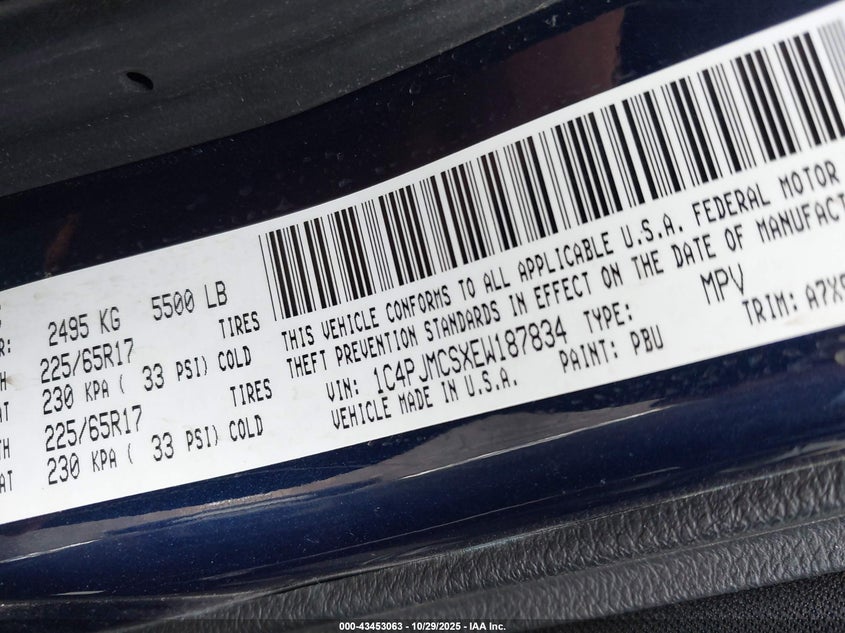 2495 KG 5500 LB
TIRES
225/65R17
230 KPA ( 33 PSI) COLD
TIRES
225/65R17
230 KPA ( 33 PSI) COLD
THIS VEHICLE CONFORMS TO ALL APPLICABLE U.S.A. FEDERAL MOTOR
THEFT PREVENTION STANDARDS IN EFFECT ON THE DATE OF MANUFACT
VIN: 1C4PJMCSXEW187834 TYPE: MPV
VEHICLE MADE IN U.S.A. PAINT: PBU TRIM: A7X9
000-43453063 - 10/29/2025 - IAA Inc.